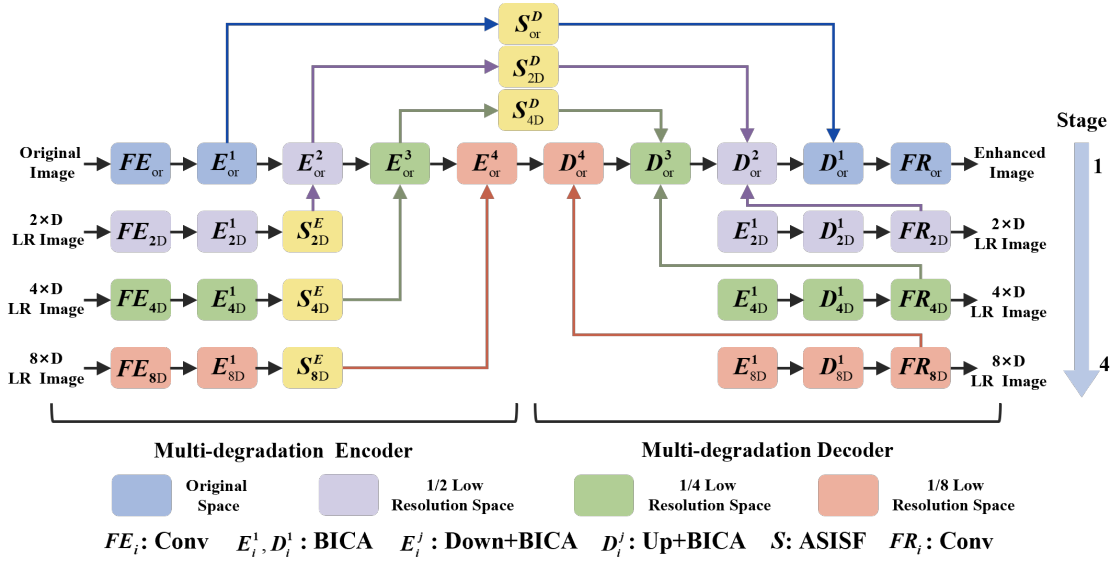 S^D_or
S^D_2D
S^D_4D
Stage
1
4
Original
Image
FE_or E^1_or E^2_or E^3_or E^4_or D^4_or D^3_or D^2_or D^1_or FR_or
Enhanced
Image
2×D
LR Image
FE_2D E^1_2D S^E_2D E^1_2D D^1_2D FR_2D
2×D
LR Image
4×D
LR Image
FE_4D E^1_4D S^E_4D E^1_4D D^1_4D FR_4D
4×D
LR Image
8×D
LR Image
FE_8D E^1_8D S^E_8D E^1_8D D^1_8D FR_8D
8×D
LR Image
Multi-degradation Encoder
Multi-degradation Decoder
Original
Space
1/2 Low
Resolution Space
1/4 Low
Resolution Space
1/8 Low
Resolution Space
FE_i: Conv E^1_i, D^1_i: BICA E^j_i: Down+BICA D^j_i: Up+BICA S: ASISF FR_i: Conv